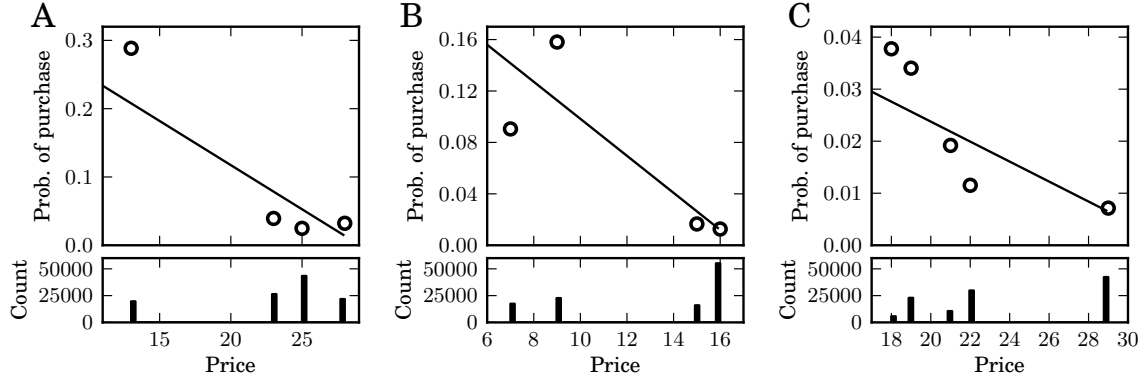 A
B
C
Prob. of purchase
0.3
0.2
0.1
0.0
Count
50000
25000
0
15 20 25
Price
Prob. of purchase
0.16
0.12
0.08
0.04
0.00
Count
50000
25000
0
6 8 10 12 14 16
Price
Prob. of purchase
0.04
0.03
0.02
0.01
0.00
Count
50000
25000
0
18 20 22 24 26 28 30
Price